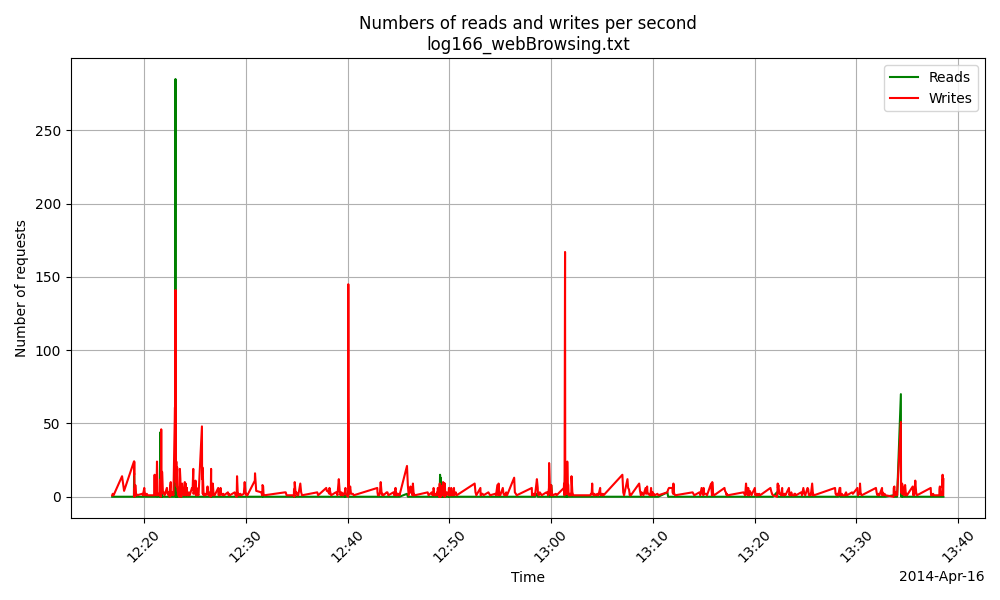 Numbers of reads and writes per second
log166_webBrowsing.txt
Reads
Writes
Number of requests
250
200
150
100
50
0
12:20
12:30
12:40
12:50
13:00
13:10
13:20
13:30
13:40
Time
2014-Apr-16